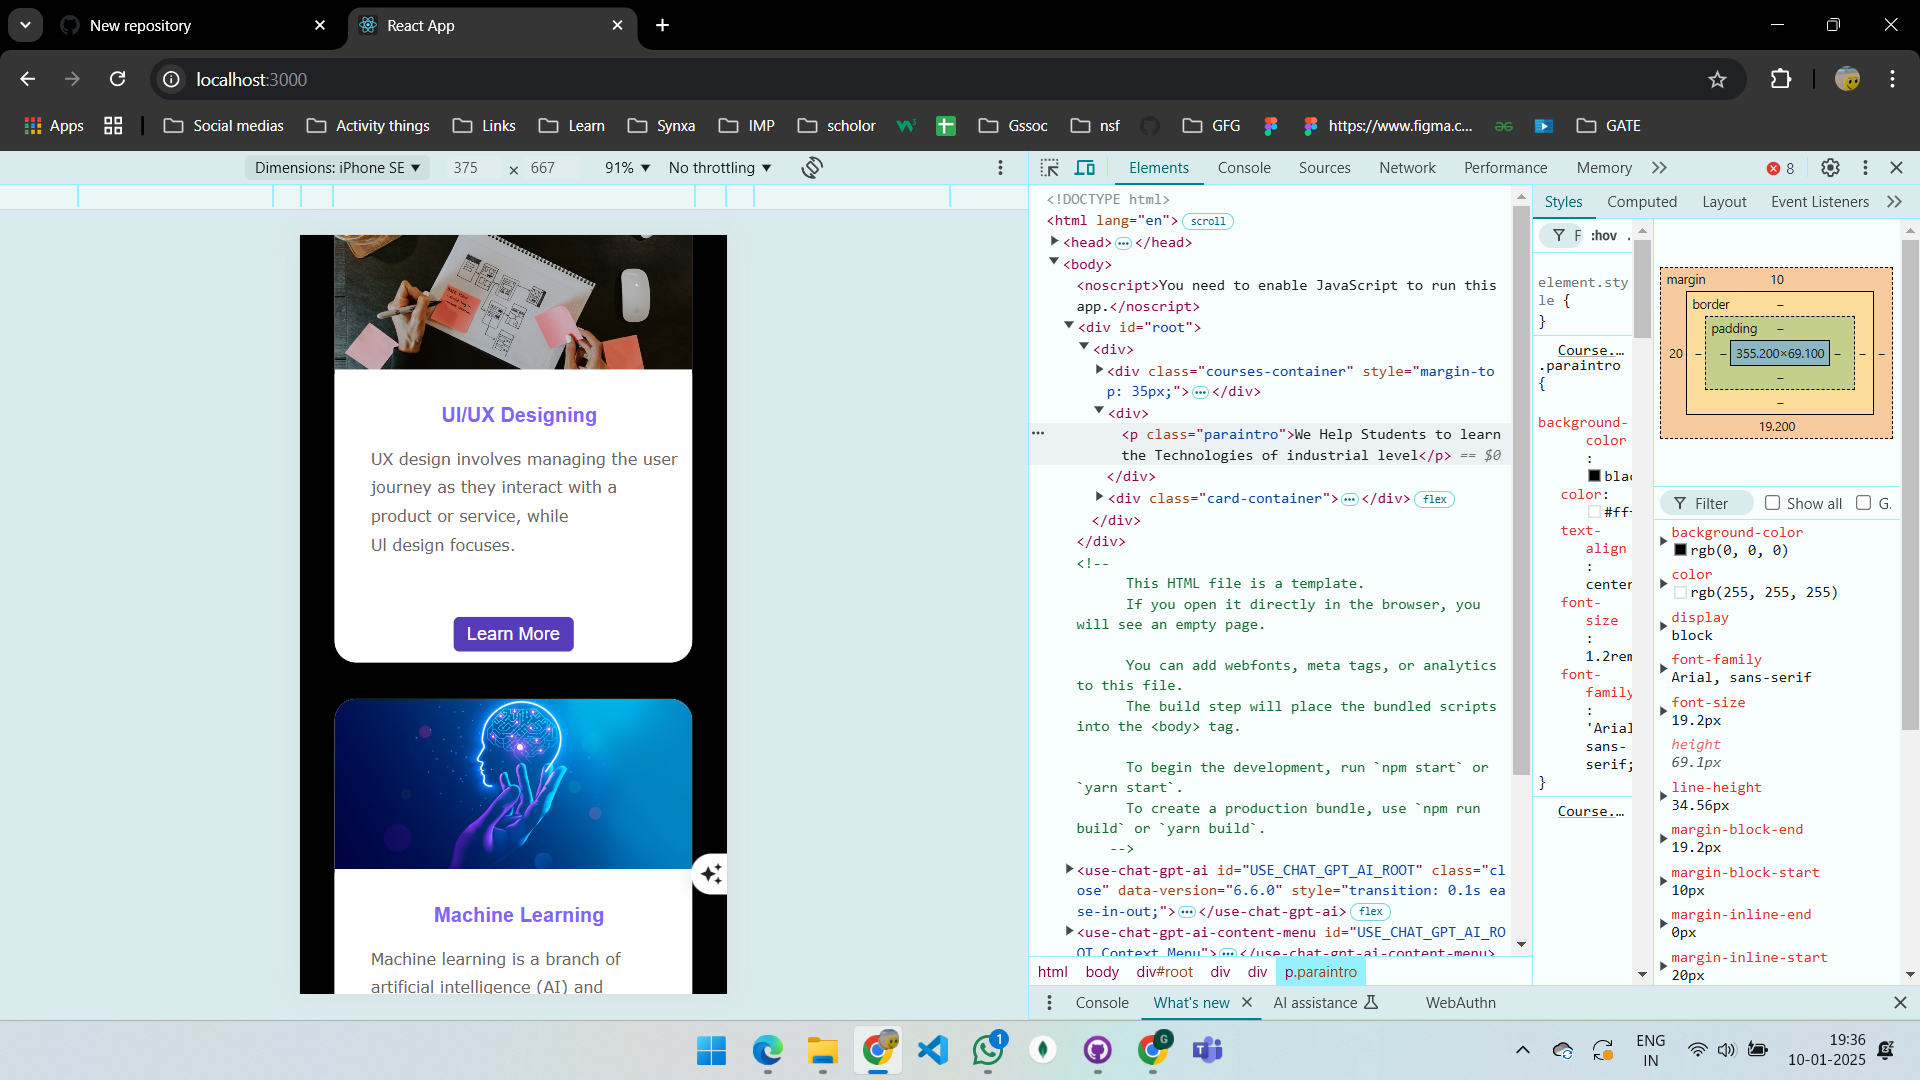 New repository
React App
localhost:3000
Apps
Social medias
Activity things
Links
Learn
Synxa
IMP
scholor
Gssoc
nsf
GFG
https://www.figma.c...
GATE
Dimensions: iPhone SE
375 × 667
91%
No throttling
UI/UX Designing
UX design involves managing the user
journey as they interact with a
product or service, while
UI design focuses.
Learn More
Machine Learning
Machine learning is a branch of
artificial intelligence (AI) and
Elements Console Sources Network Performance Memory
8
<!DOCTYPE html>
<html lang="en"> scroll
<head> ... </head>
<body>
<noscript>You need to enable JavaScript to run this
app.</noscript>
<div id="root">
<div>
<div class="courses-container" style="margin-to
p: 35px;"> ... </div>
<div>
<p class="paraintro">We Help Students to learn
the Technologies of industrial level</p> == $0
</div>
<div class="card-container"> ... </div> flex
</div>
</div>
<!--
This HTML file is a template.
If you open it directly in the browser, you
will see an empty page.
You can add webfonts, meta tags, or analytics
to this file.
The build step will place the bundled scripts
into the <body> tag.
To begin the development, run `npm start` or
`yarn start`.
To create a production bundle, use `npm run
build` or `yarn build`.
-->
<use-chat-gpt-ai id="USE_CHAT_GPT_AI_ROOT" class="cl
ose" data-version="6.6.0" style="transition: 0.1s ea
se-in-out;"> ... </use-chat-gpt-ai> flex
<use-chat-gpt-ai-content-menu id="USE_CHAT_GPT_AI_RO
OT_Context_Menu"> ... </use-chat-gpt-ai-content-menu>
html body div#root div div p.paraintro
Console What's new AI assistance WebAuthn
Styles Computed Layout Event Listeners
F :hov .
element.sty
le {
}
Course....
.paraintro
{
background-
color
:
blac
color:
#fff
text-
align
:
center
font-
size
:
1.2rem
font-
family
:
'Arial
sans-
serif;
}
Course....
margin 10
border –
padding –
20 – – 355.200×69.100 – – –
–
–
19.200
Filter
Show all
G.
background-color
rgb(0, 0, 0)
color
rgb(255, 255, 255)
display
block
font-family
Arial, sans-serif
font-size
19.2px
height
69.1px
line-height
34.56px
margin-block-end
19.2px
margin-block-start
10px
margin-inline-end
0px
margin-inline-start
20px
1
G
ENG
IN
19:36
10-01-2025